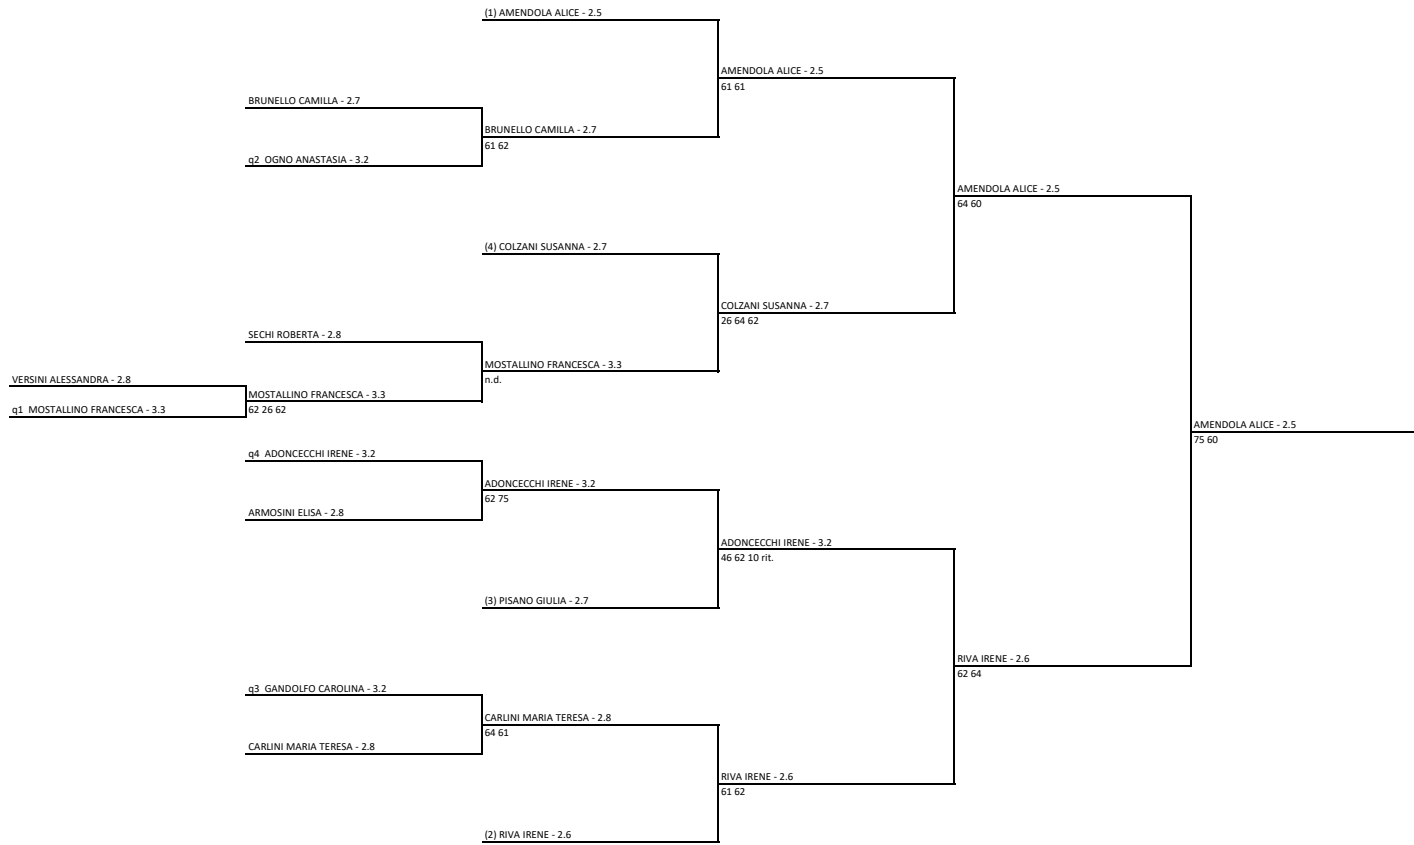 (1) AMENDOLA ALICE - 2.5
AMENDOLA ALICE - 2.5
61 61
BRUNELLO CAMILLA - 2.7
BRUNELLO CAMILLA - 2.7
61 62
q2 OGNO ANASTASIA - 3.2
AMENDOLA ALICE - 2.5
64 60
(4) COLZANI SUSANNA - 2.7
COLZANI SUSANNA - 2.7
26 64 62
SECHI ROBERTA - 2.8
MOSTALLINO FRANCESCA - 3.3
n.d.
VERSINI ALESSANDRA - 2.8
MOSTALLINO FRANCESCA - 3.3
62 26 62
q1 MOSTALLINO FRANCESCA - 3.3
AMENDOLA ALICE - 2.5
75 60
q4 ADONCECCHI IRENE - 3.2
ADONCECCHI IRENE - 3.2
62 75
ARMOSINI ELISA - 2.8
ADONCECCHI IRENE - 3.2
46 62 10 rit.
(3) PISANO GIULIA - 2.7
RIVA IRENE - 2.6
62 64
q3 GANDOLFO CAROLINA - 3.2
CARLINI MARIA TERESA - 2.8
64 61
CARLINI MARIA TERESA - 2.8
RIVA IRENE - 2.6
61 62
(2) RIVA IRENE - 2.6